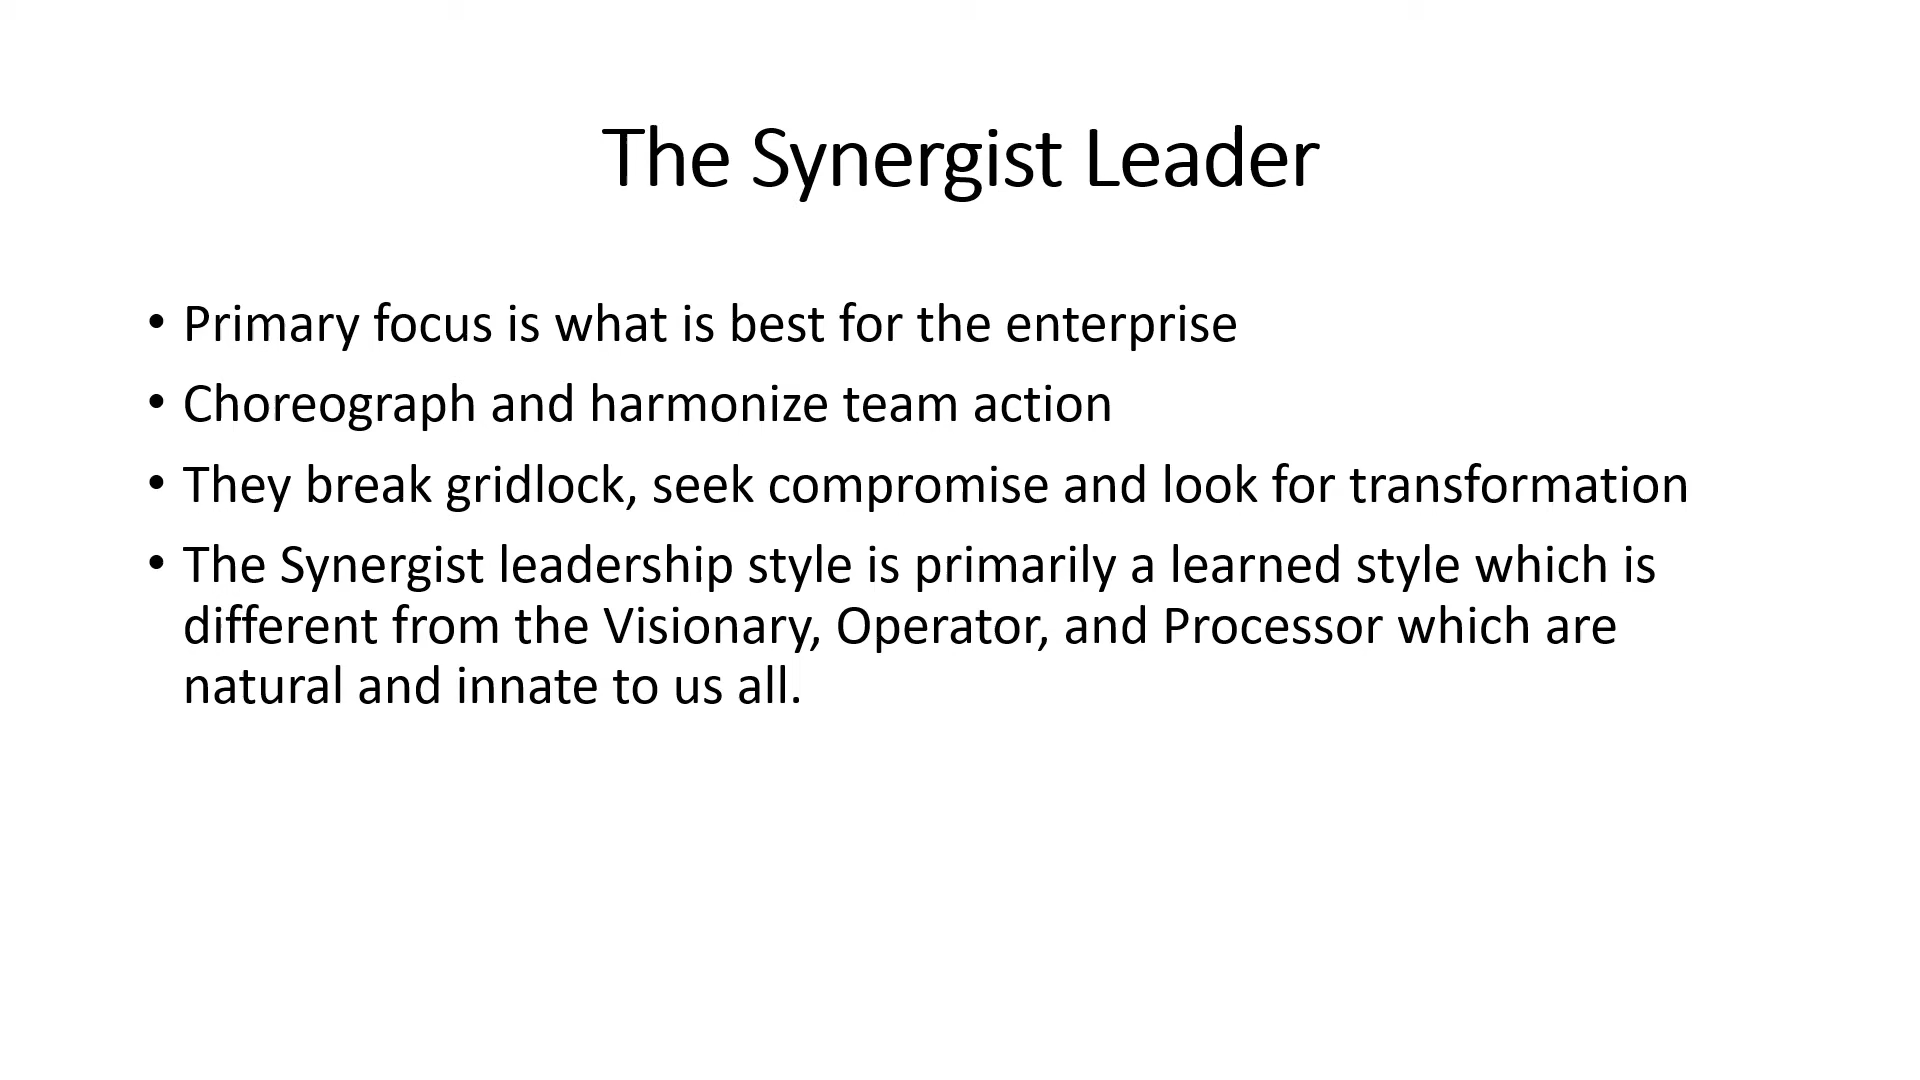 The Synergist Leader
• Primary focus is what is best for the enterprise
• Choreograph and harmonize team action
• They break gridlock, seek compromise and look for transformation
• The Synergist leadership style is primarily a learned style which is
different from the Visionary, Operator, and Processor which are
natural and innate to us all.